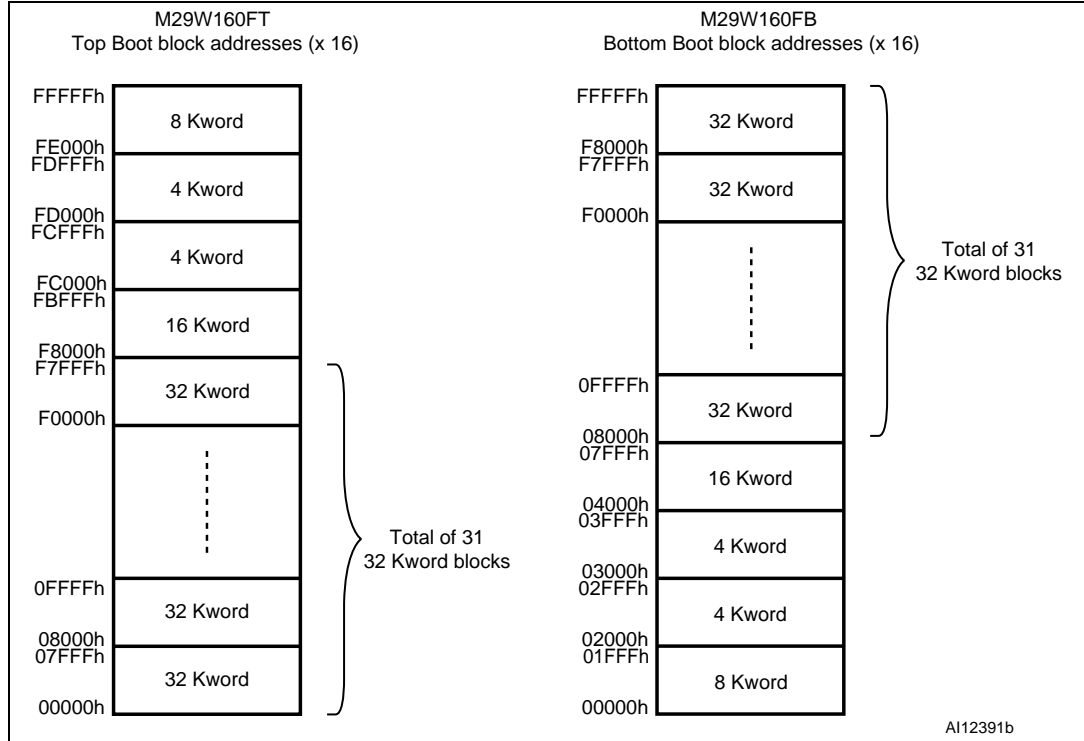 M29W160FT
Top Boot block addresses (x 16)
FFFFFh
8 Kword
FE000h
FDFFFh
4 Kword
FD000h
FCFFFh
4 Kword
FC000h
FBFFFh
16 Kword
F8000h
F7FFFh
32 Kword
F0000h
Total of 31
32 Kword blocks
0FFFFh
32 Kword
08000h
07FFFh
32 Kword
00000h
M29W160FB
Bottom Boot block addresses (x 16)
FFFFFh
32 Kword
F8000h
F7FFFh
32 Kword
F0000h
Total of 31
32 Kword blocks
0FFFFh
32 Kword
08000h
07FFFh
16 Kword
04000h
03FFFh
4 Kword
03000h
02FFFh
4 Kword
02000h
01FFFh
8 Kword
00000h
AI12391b